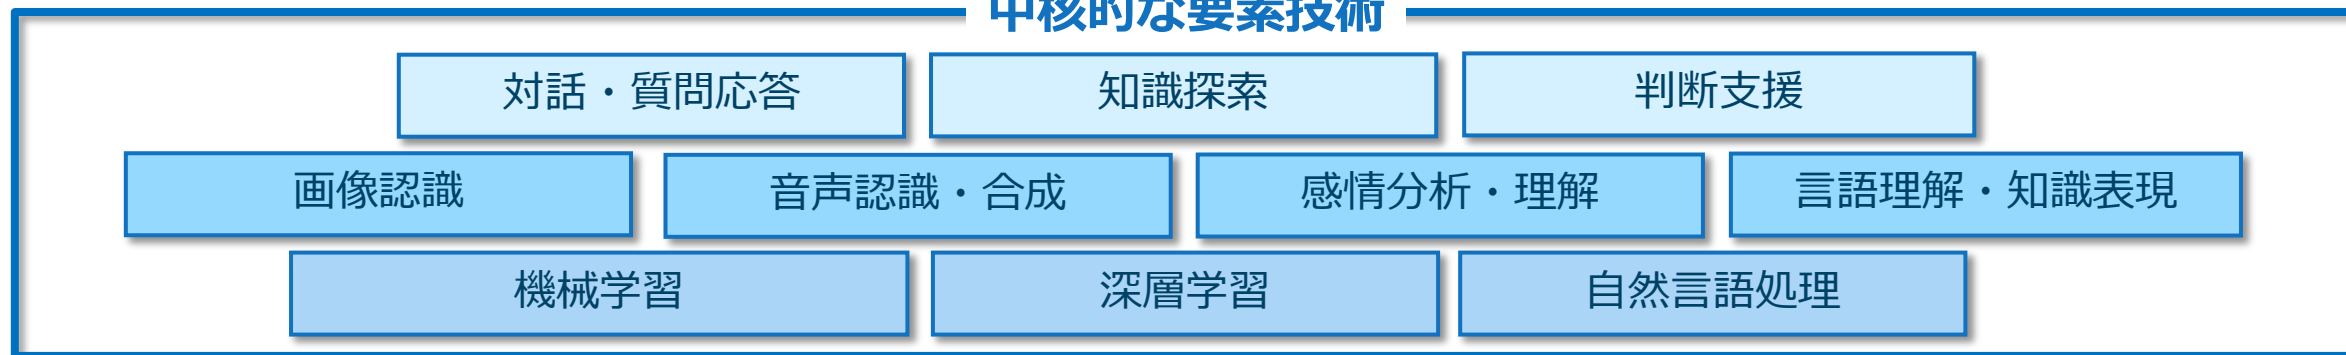 中核的な要素技術
対話・質問応答 知識探索 判断支援
画像認識 音声認識・合成 感情分析・理解 言語理解・知識表現
機械学習 深層学習 自然言語処理